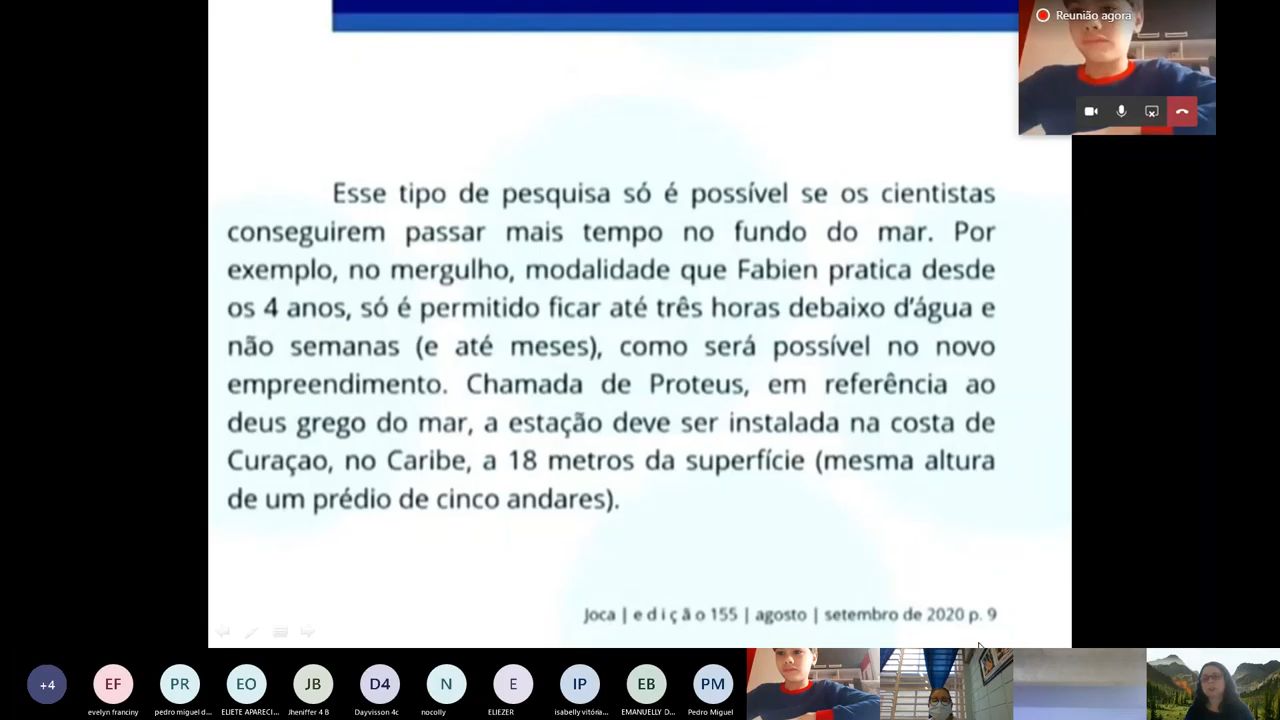 Reunião agora
Esse tipo de pesquisa só é possível se os cientistas
conseguirem passar mais tempo no fundo do mar. Por
exemplo, no mergulho, modalidade que Fabien pratica desde
os 4 anos, só é permitido ficar até três horas debaixo d'água e
não semanas (e até meses), como será possível no novo
empreendimento. Chamada de Proteus, em referência ao
deus grego do mar, a estação deve ser instalada na costa de
Curaçao, no Caribe, a 18 metros da superfície (mesma altura
de um prédio de cinco andares).
Joca | e d i ç ã o 155 | agosto | setembro de 2020 p. 9
+4 EF PR EO JB D4 N E IP EB PM
evelyn franciny pedro miguel d... ELIETE APARECI... Jheniffer 4 B Dayvisson 4c nocolly ELIEZER isabelly vitória... EMANUELLY D... Pedro Miguel